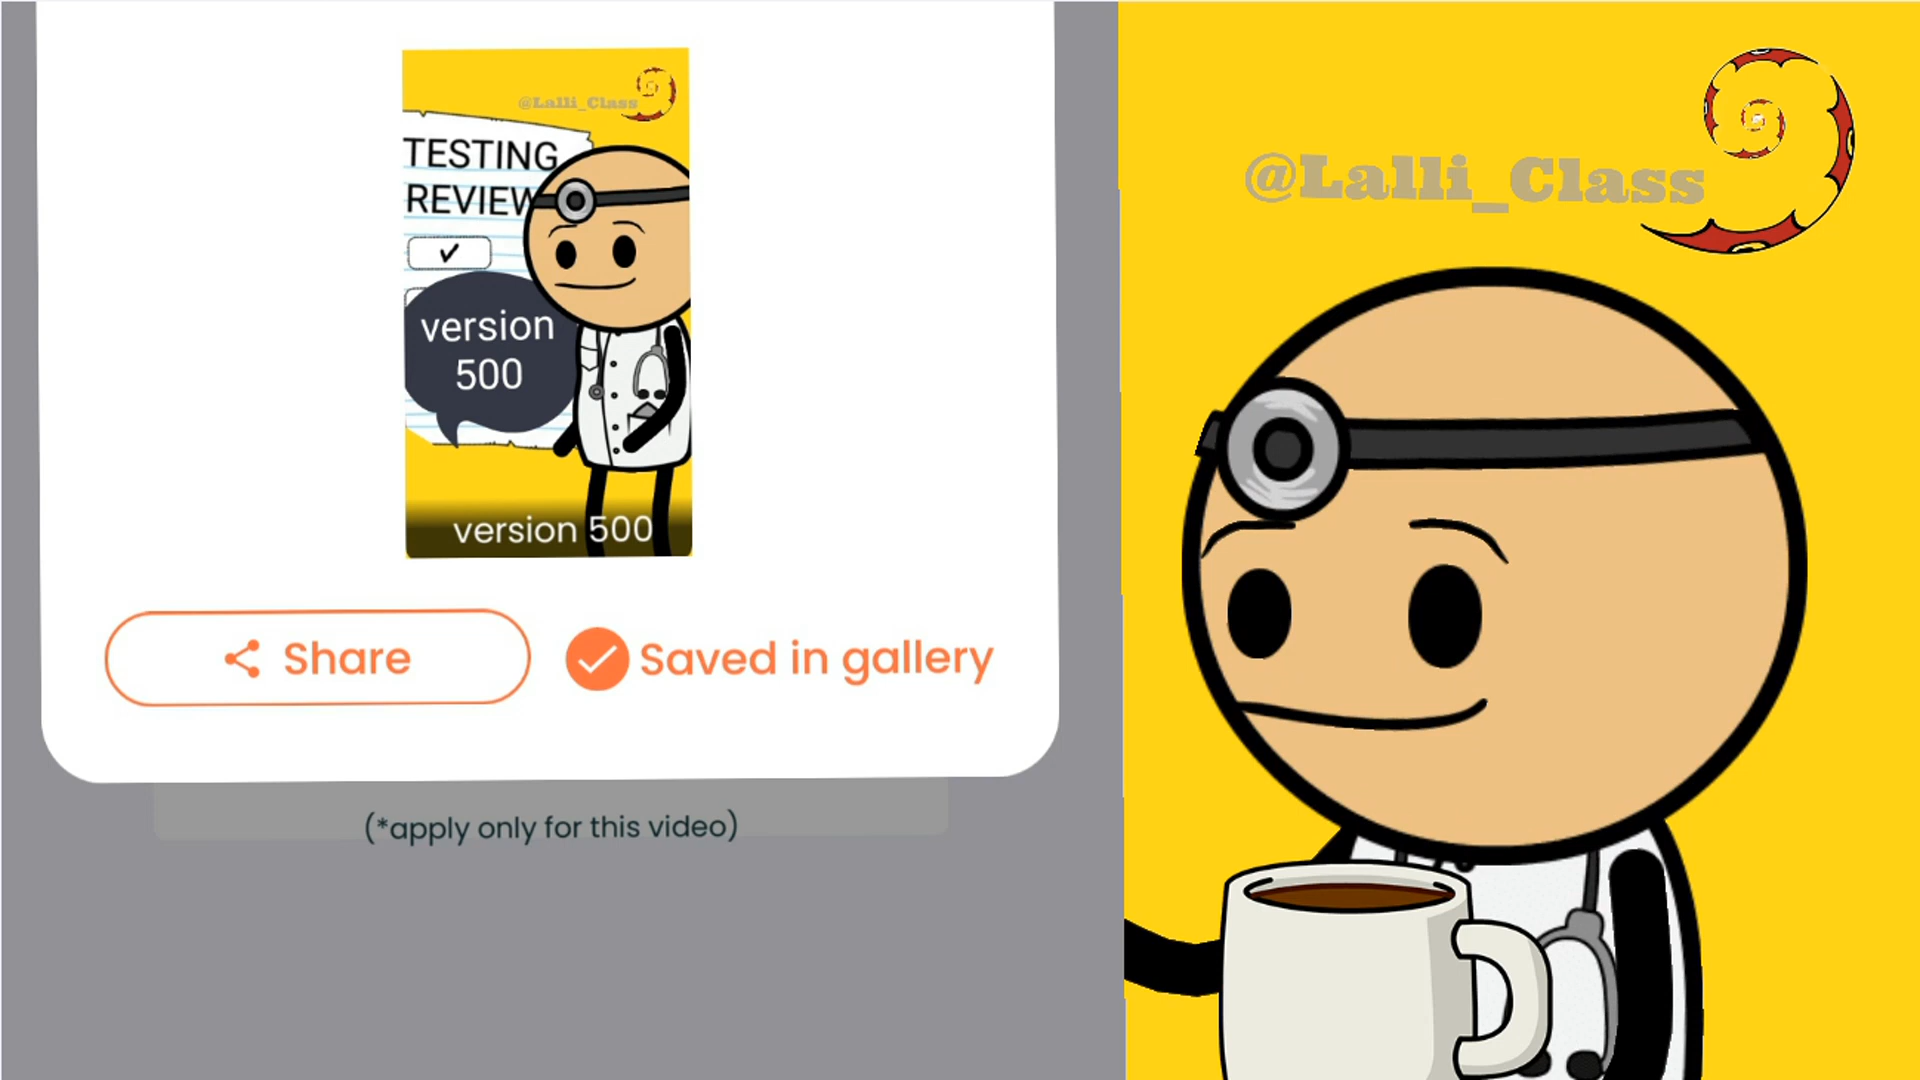 @Lalli_Class
TESTING
REVIEW
version
500
version 500
Share
Saved in gallery
(*apply only for this video)
@Lalli_Class